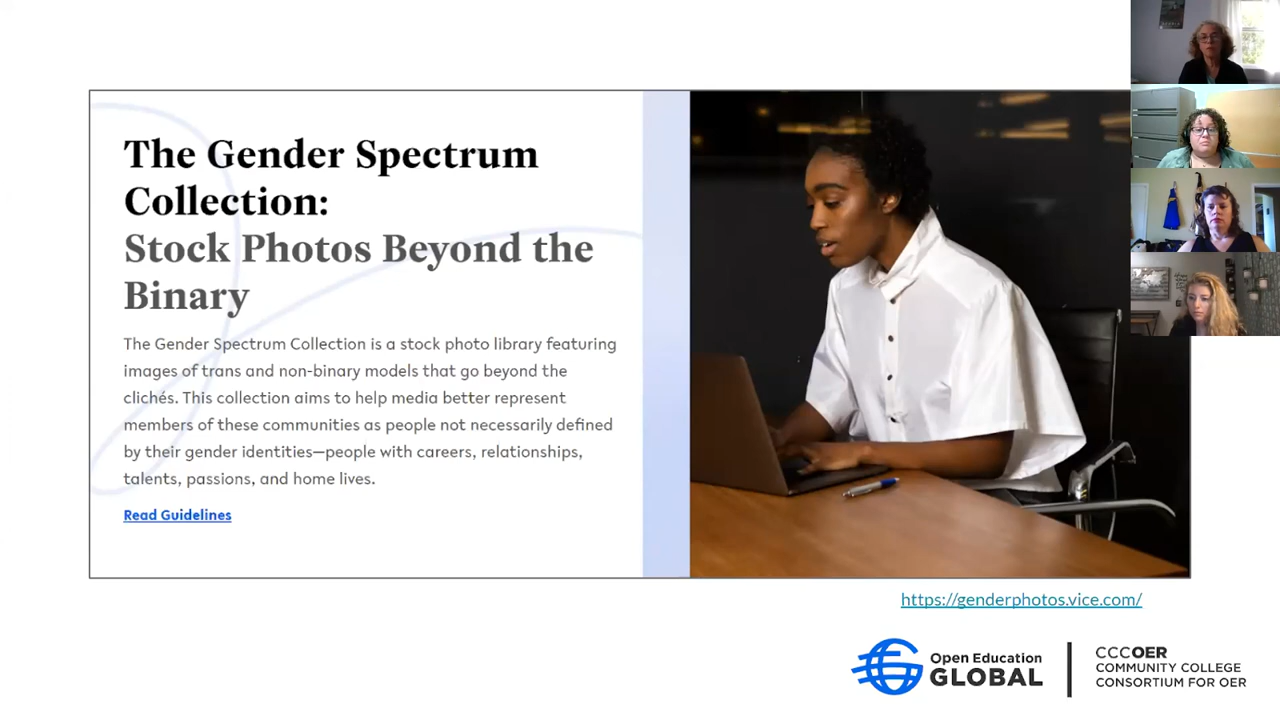 The Gender Spectrum
Collection:
Stock Photos Beyond the
Binary
The Gender Spectrum Collection is a stock photo library featuring
images of trans and non-binary models that go beyond the
clichés. This collection aims to help media better represent
members of these communities as people not necessarily defined
by their gender identities—people with careers, relationships,
talents, passions, and home lives.
Read Guidelines
https://genderphotos.vice.com/
Open Education
GLOBAL
CCCOER
COMMUNITY COLLEGE
CONSORTIUM FOR OER